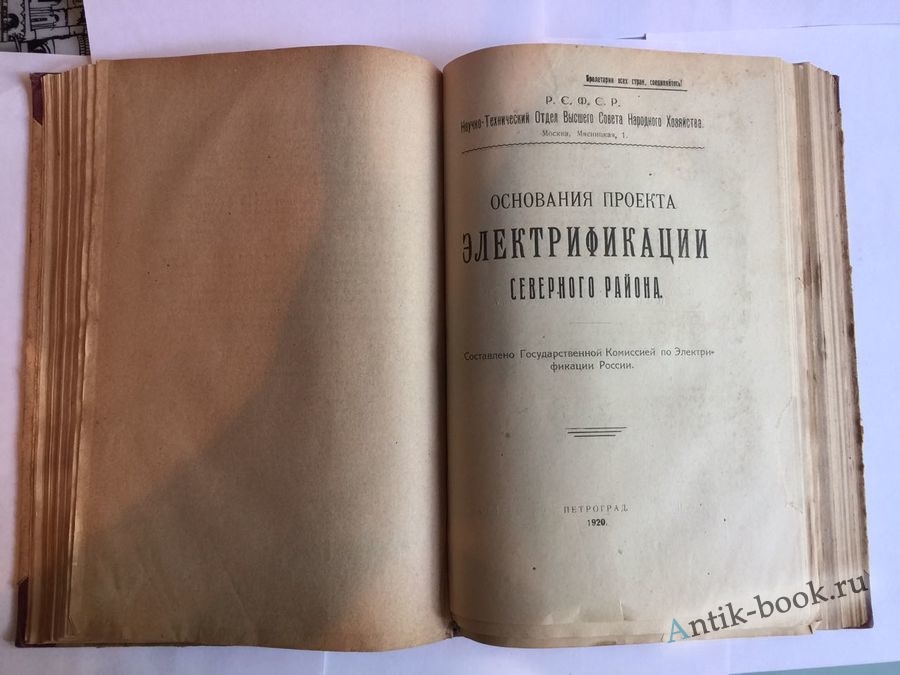 Пролетарии всех стран, соединяйтесь!
Р. С. Ф. С. Р.
Научно-Технический Отдел Высшего Совета Народного Хозяйства.
Москва, Мясницкая, 1.
ОСНОВАНИЯ ПРОЕКТА
ЭЛЕКТРИФИКАЦИИ
СЕВЕРНОГО РАЙОНА.
Составлено Государственной Комиссией по Электри-
фикации России.
ПЕТРОГРАД.
1920.
Antik-book.ru